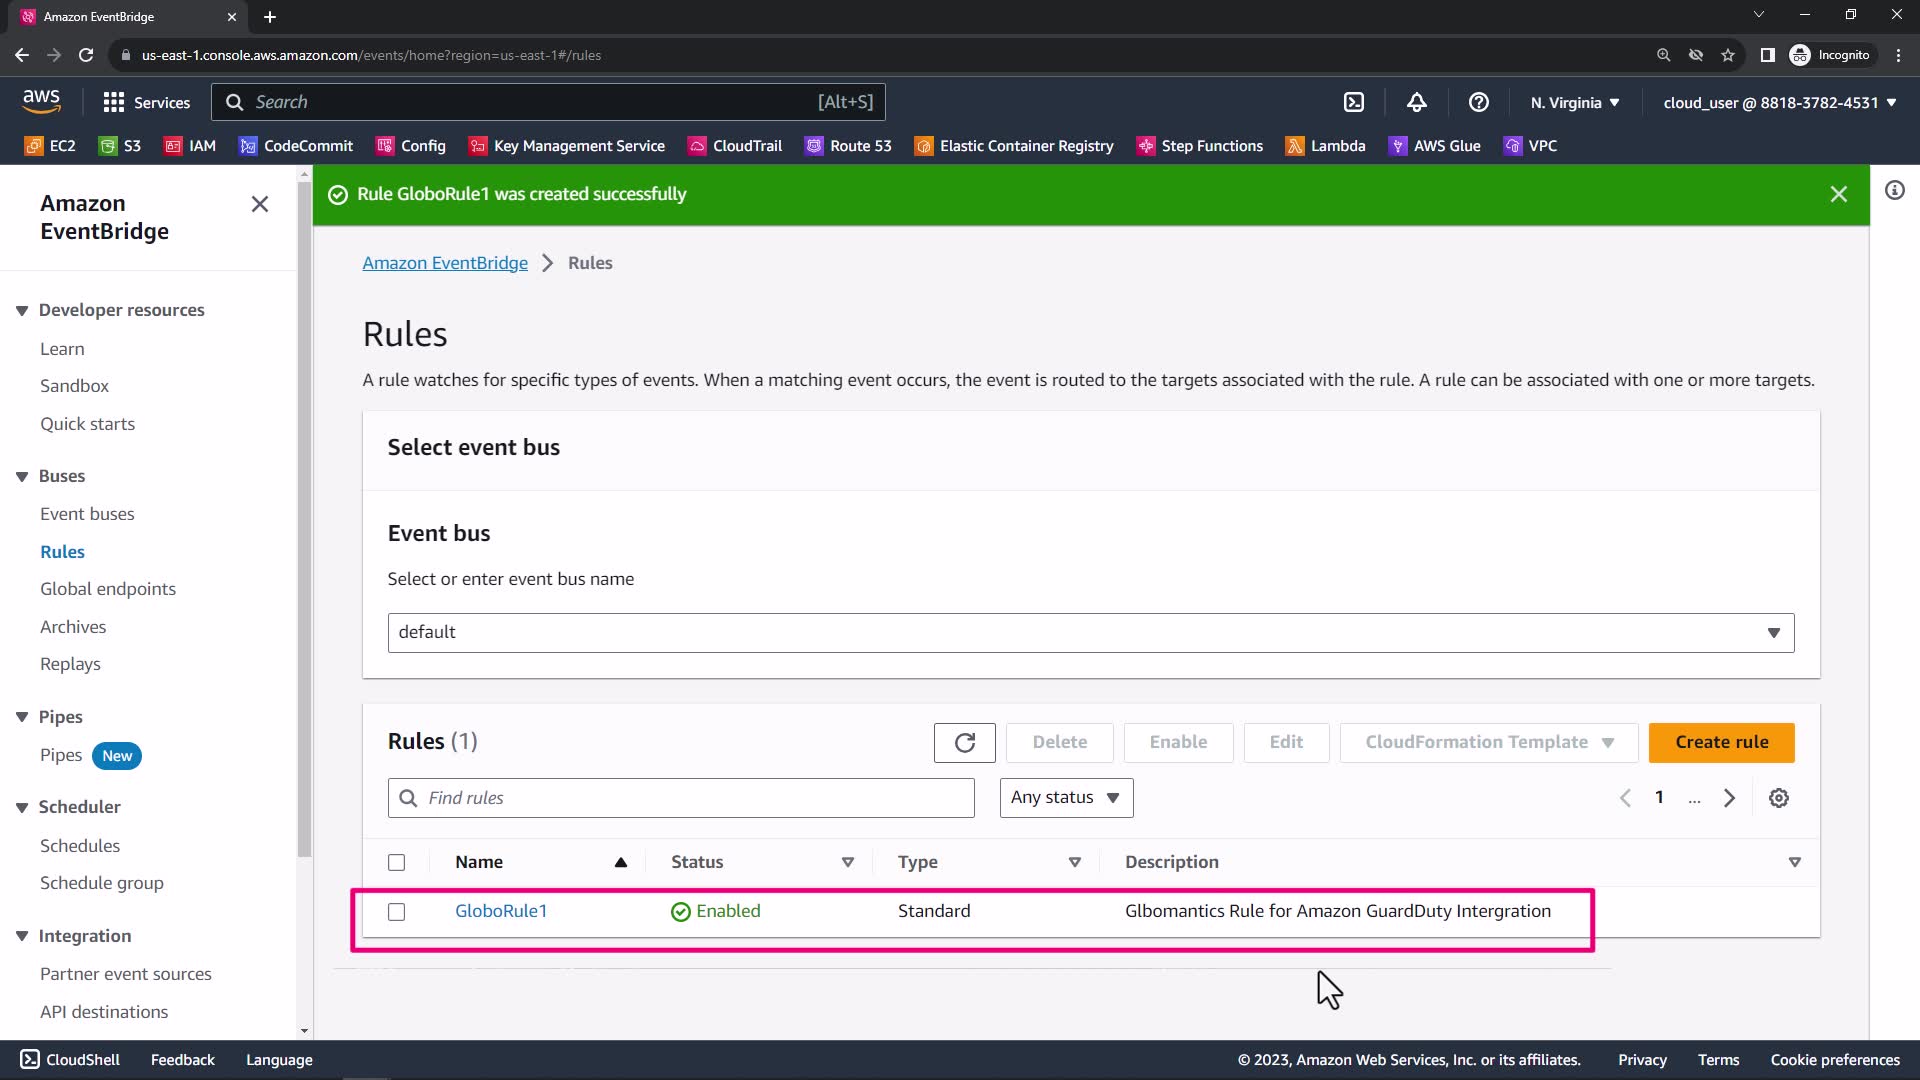 Amazon EventBridge
us-east-1.console.aws.amazon.com/events/home?region=us-east-1#/rules
Incognito
aws
Services
Search
[Alt+S]
N. Virginia
cloud_user @ 8818-3782-4531
EC2
S3
IAM
CodeCommit
Config
Key Management Service
CloudTrail
Route 53
Elastic Container Registry
Step Functions
Lambda
AWS Glue
VPC
Amazon
EventBridge
Developer resources
Learn
Sandbox
Quick starts
Buses
Event buses
Rules
Global endpoints
Archives
Replays
Pipes
Pipes New
Scheduler
Schedules
Schedule group
Integration
Partner event sources
API destinations
Rule GloboRule1 was created successfully
Amazon EventBridge > Rules
Rules
A rule watches for specific types of events. When a matching event occurs, the event is routed to the targets associated with the rule. A rule can be associated with one or more targets.
Select event bus
Event bus
Select or enter event bus name
default
Rules (1)
Delete
Enable
Edit
CloudFormation Template
Create rule
Find rules
Any status
1
...
Name
Status
Type
Description
GloboRule1
Enabled
Standard
Glbomantics Rule for Amazon GuardDuty Intergration
CloudShell
Feedback
Language
© 2023, Amazon Web Services, Inc. or its affiliates.
Privacy
Terms
Cookie preferences